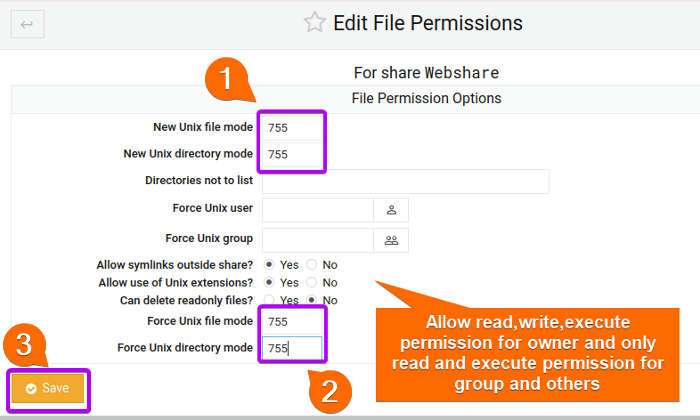 Edit File Permissions
1
For share Webshare
File Permission Options
New Unix file mode 755
New Unix directory mode 755
Directories not to list
Force Unix user
Force Unix group
Allow symlinks outside share? Yes No
Allow use of Unix extensions? Yes No
Can delete readonly files? Yes No
Force Unix file mode 755
Force Unix directory mode 755
Allow read,write,execute
permission for owner and only
read and execute permission for
group and others
3
Save
2